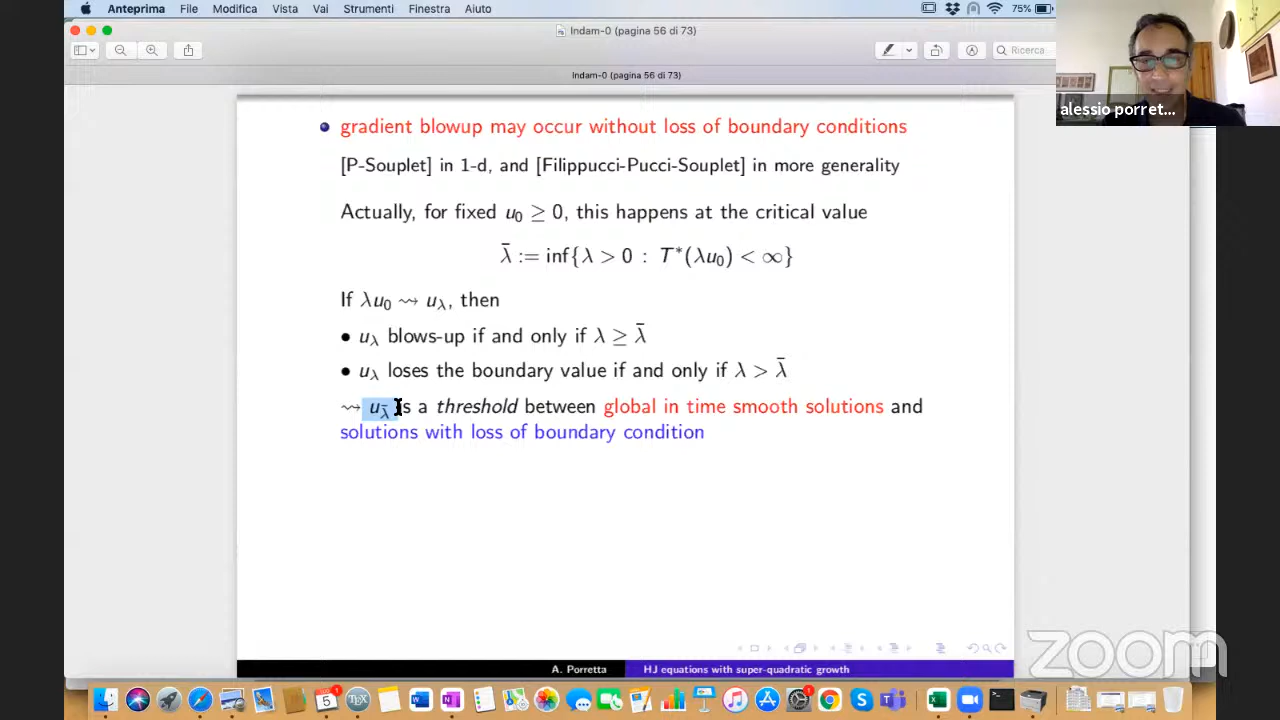 Anteprima File Modifica Vista Vai Strumenti Finestra Aiuto 75%
Indam-0 (pagina 56 di 73)
Ricerca
Indam-0 (pagina 56 di 73)
alessio porret...
gradient blowup may occur without loss of boundary conditions
[P-Souplet] in 1-d, and [Filippucci-Pucci-Souplet] in more generality
Actually, for fixed u₀ ≥ 0, this happens at the critical value
λ̄ := inf{λ > 0 : T*(λu₀) < ∞}
If λu₀ ⇝ u_λ, then
• u_λ blows-up if and only if λ ≥ λ̄
• u_λ loses the boundary value if and only if λ > λ̄
⇝ u_λ̄ is a threshold between global in time smooth solutions and
solutions with loss of boundary condition
A. Porretta HJ equations with super-quadratic growth
zoom